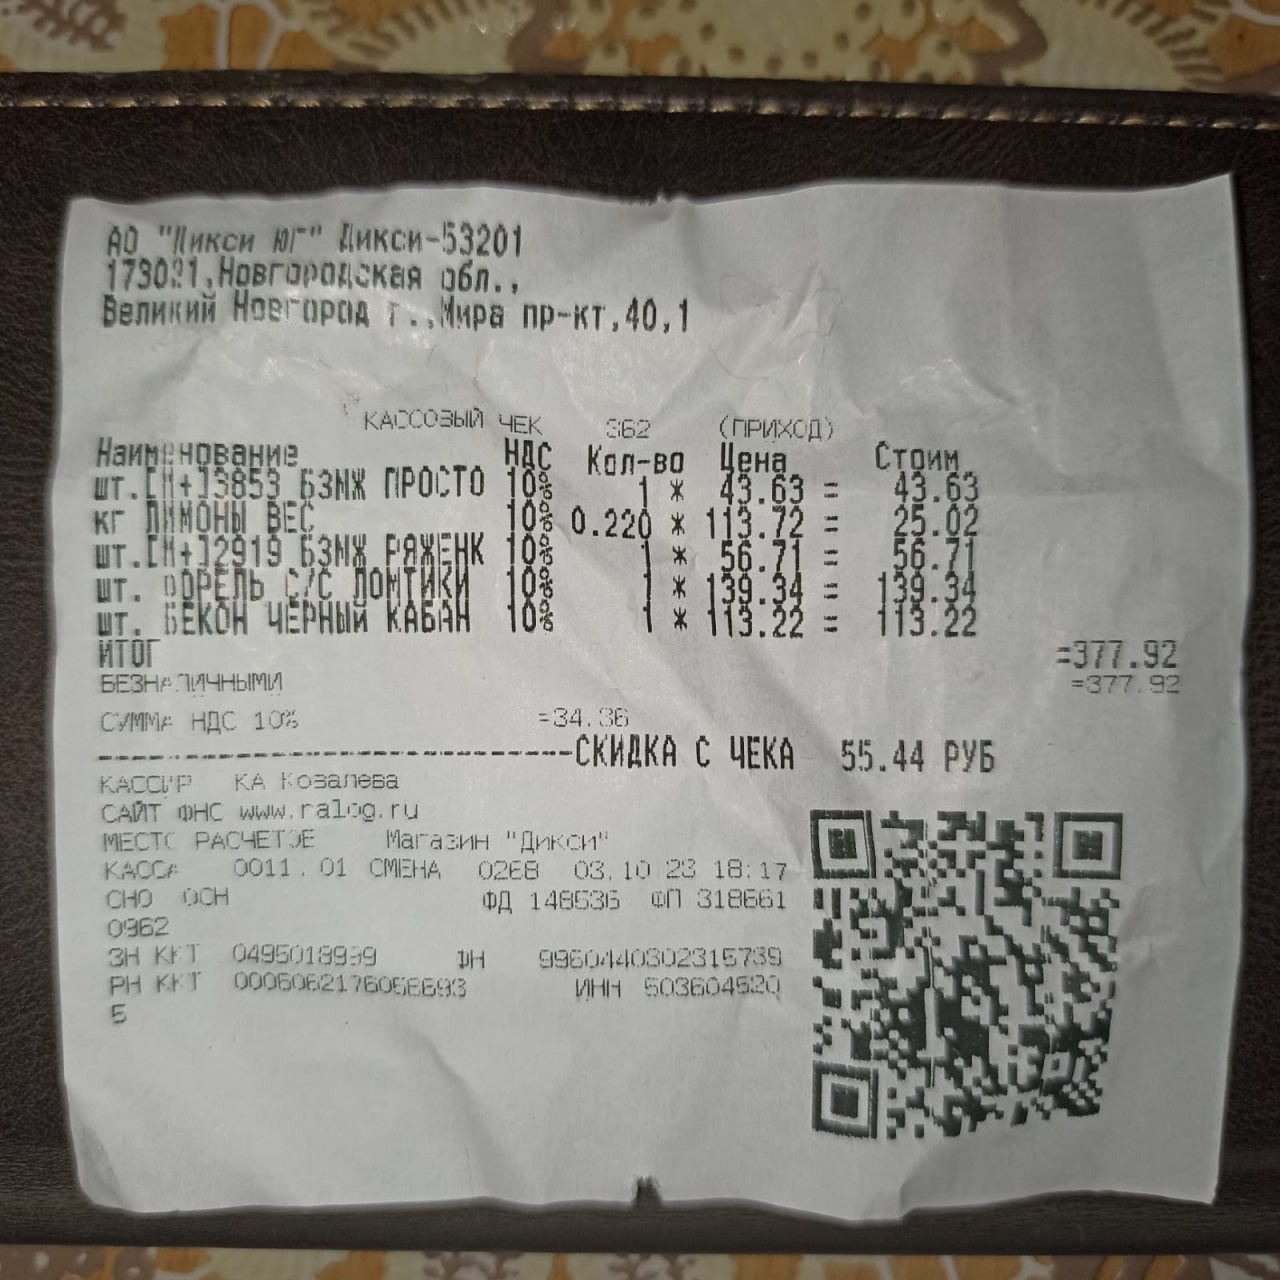 АО "Дикси ЮГ" Дикси-53201
173021,Новгородская обл.,
Великий Новгород г.,Мира пр-кт,40,1
КАССОВЫЙ ЧЕК 362 (ПРИХОД)
Наименование НДС Кол-во Цена Стоим
шт.[М+]3853 БЗМЖ ПРОСТО 10% 1 * 43.63 = 43.63
кг ЛИМОНЫ ВЕС 10% 0.220 * 113.72 = 25.02
шт.[М+]2919 БЗМЖ РЯЖЕНК 10% 1 * 56.71 = 56.71
шт. ФОРЕЛЬ С/С ЛОМТИКИ 10% 1 * 139.34 = 139.34
шт. БЕКОН ЧЕРНЫЙ КАБАН 10% 1 * 113.22 = 113.22
ИТОГ =377.92
БЕЗНАЛИЧНЫМИ =377.92
СУММА НДС 10% =34.36
------------------------------СКИДКА С ЧЕКА 55.44 РУБ
КАССИР КА Козалева
САЙТ ФНС www.nalog.ru
МЕСТО РАСЧЕТОВ Магазин "Дикси"
КАССА 0011.01 СМЕНА 0268 03.10.23 18:17
СНО ОСН ФД 148536 ФП 318661
0962
ЗН ККТ 0495018999 ФН 9960440302315739
РН ККТ ИНН 503604520
5